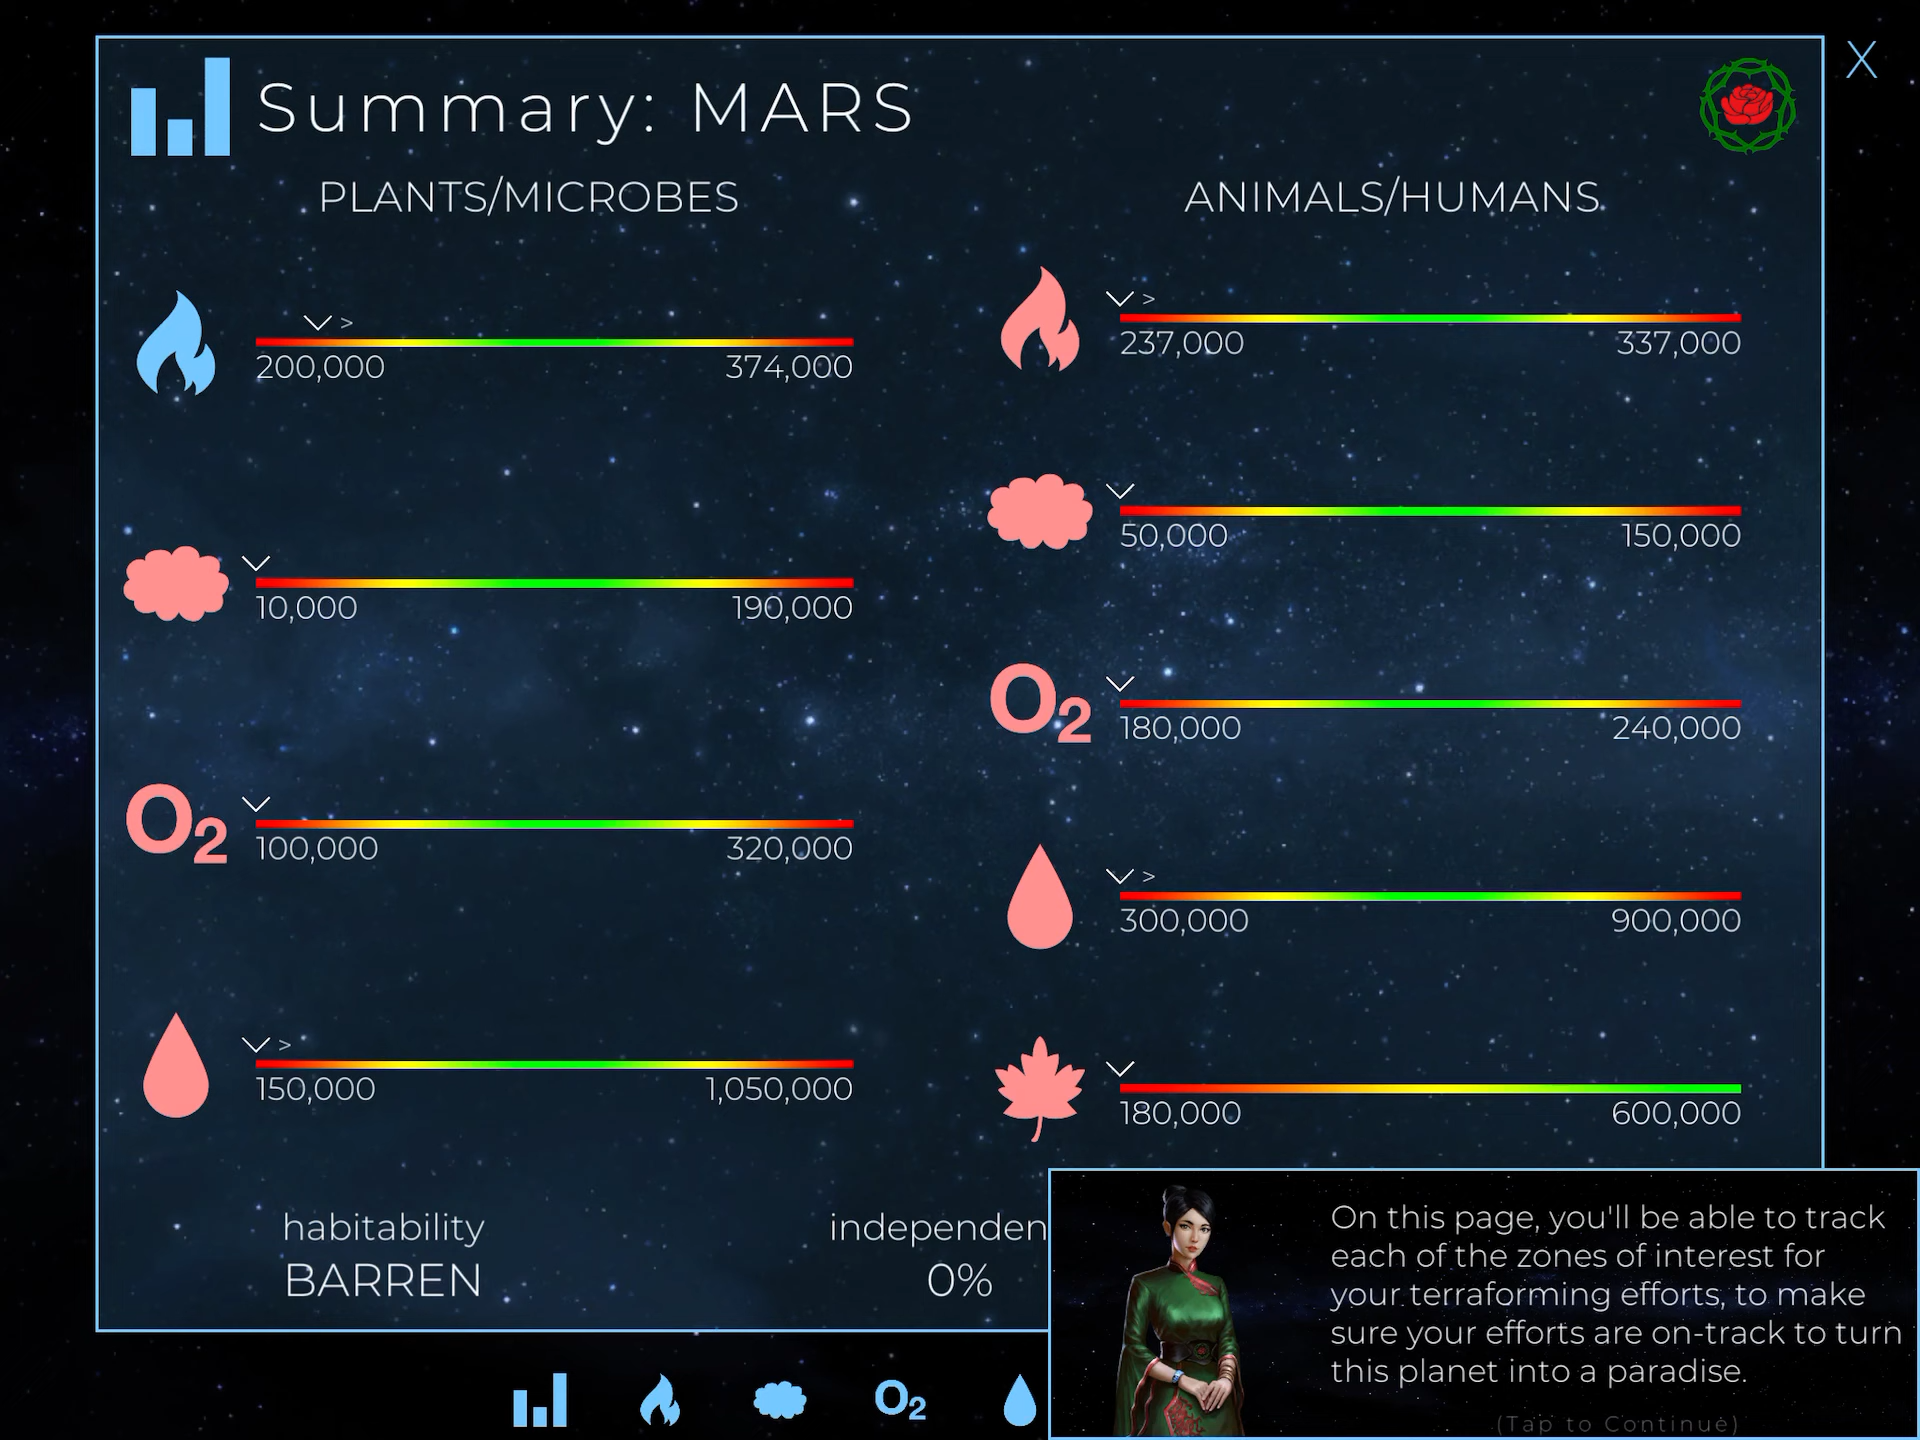 Summary: MARS
X
PLANTS/MICROBES
ANIMALS/HUMANS
>
200,000 374,000
>
237,000 337,000
10,000 190,000
50,000 150,000
O2
100,000 320,000
O2
180,000 240,000
>
150,000 1,050,000
>
300,000 900,000
180,000 600,000
habitability
BARREN
independen
0%
On this page, you'll be able to track
each of the zones of interest for
your terraforming efforts, to make
sure your efforts are on-track to turn
this planet into a paradise.
(Tap to Continue)
O2